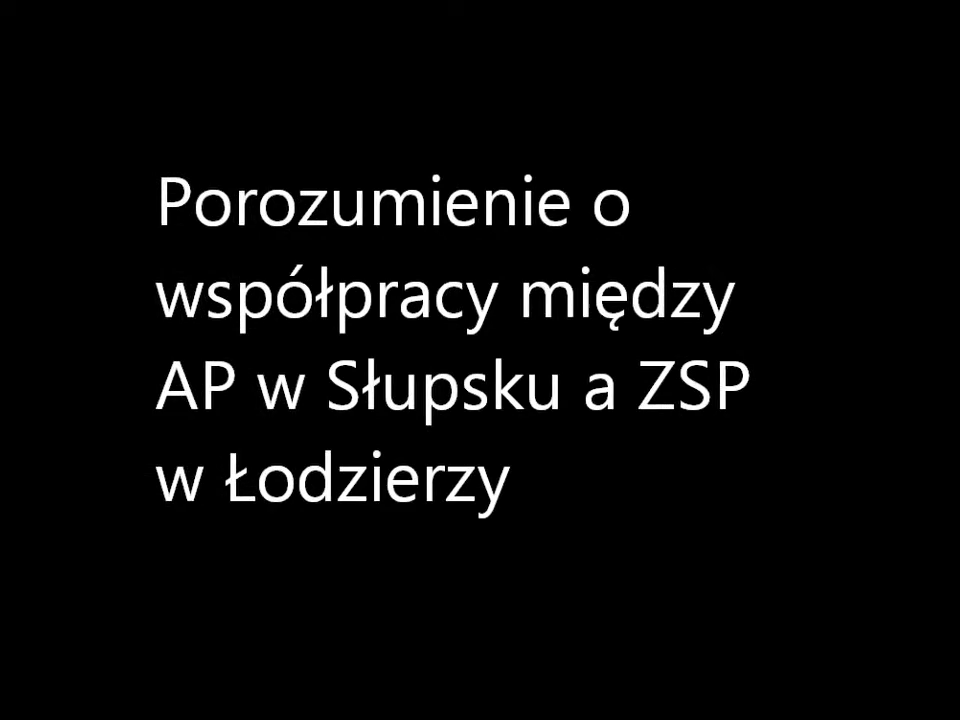 Porozumienie o
współpracy między
AP w Słupsku a ZSP
w Łodzierzy